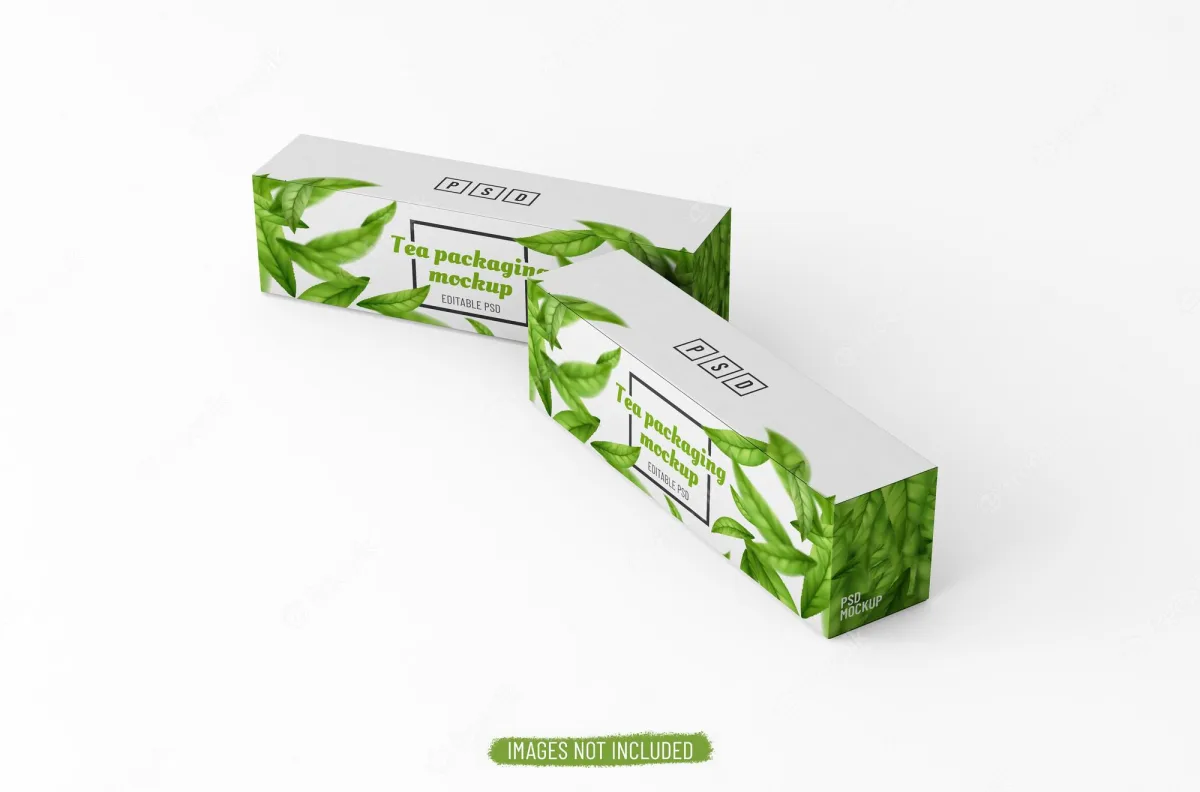 PSD
Tea packaging
mockup
EDITABLE PSD
PSD
Tea packaging
mockup
EDITABLE PSD
PSD
MOCKUP
IMAGES NOT INCLUDED